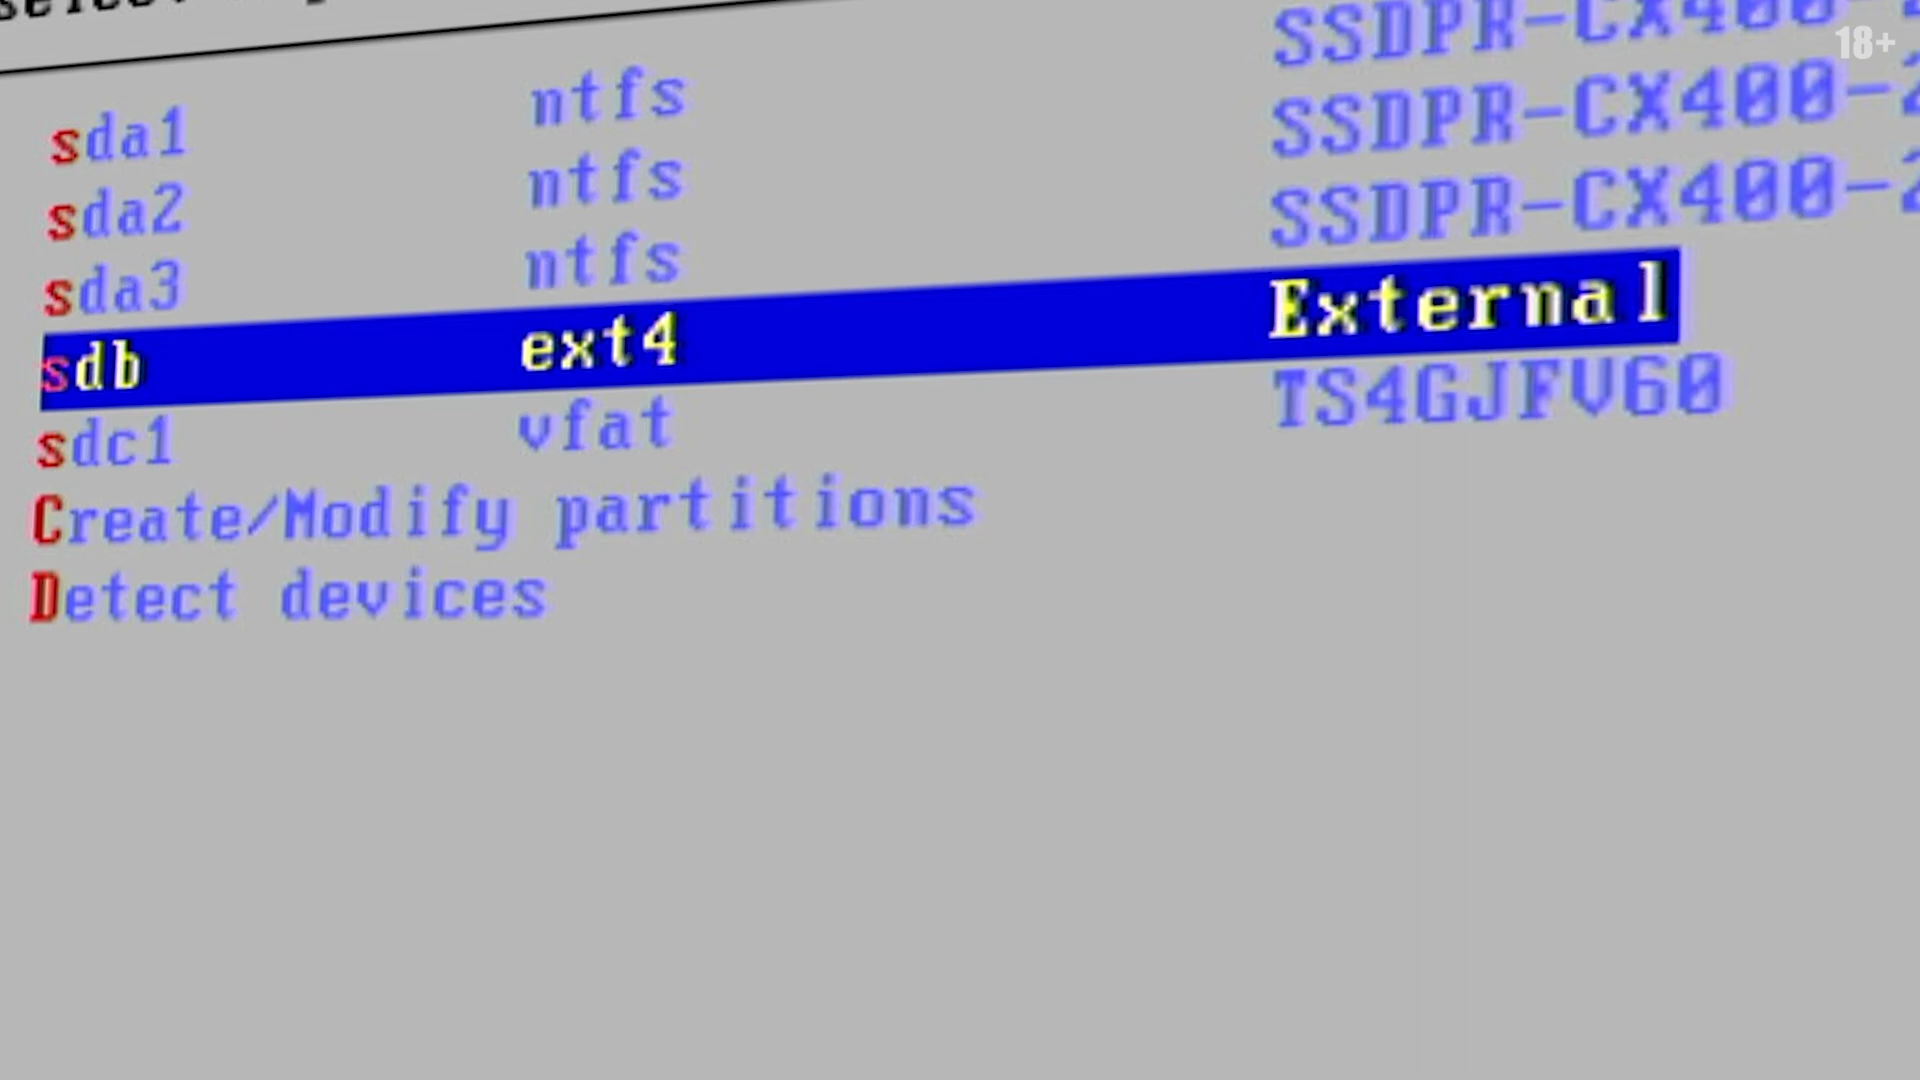 18+
sda1 ntfs SSDPR-CX400-
sda2 ntfs SSDPR-CX400-
sda3 ntfs SSDPR-CX400-
sdb ext4 External
sdc1 vfat TS4GJFV60
Create/Modify partitions
Detect devices